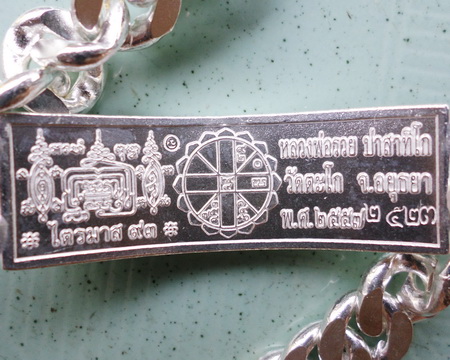 หลวงพ่อรวย ปาสาทิโก
วัดตะโก จ.อยุธยา
พ.ศ. ๒๕๕๗ ๒ ๕๒๓
❊ ไตรมาส ๙๓ ❊